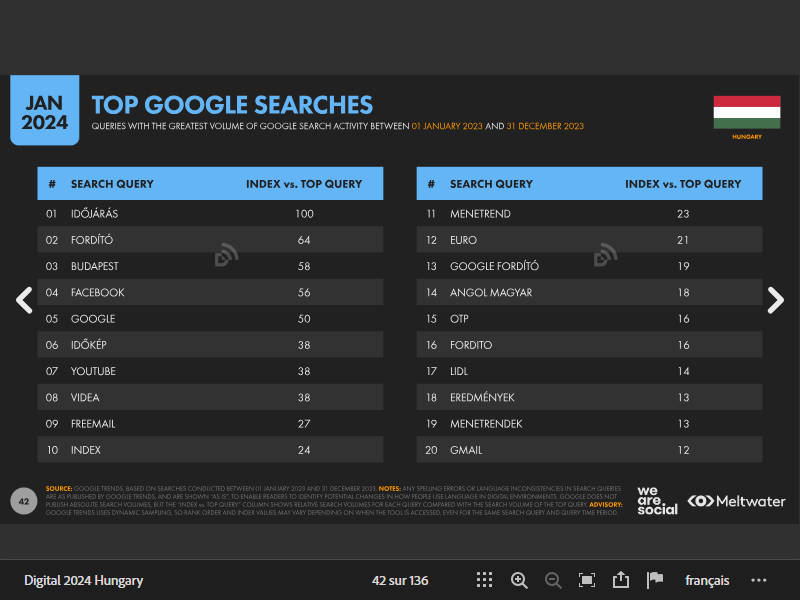 JAN
2024
TOP GOOGLE SEARCHES
QUERIES WITH THE GREATEST VOLUME OF GOOGLE SEARCH ACTIVITY BETWEEN 01 JANUARY 2023 AND 31 DECEMBER 2023
HUNGARY
# SEARCH QUERY INDEX vs. TOP QUERY
01 IDŐJÁRÁS 100
02 FORDÍTÓ 64
03 BUDAPEST 58
04 FACEBOOK 56
05 GOOGLE 50
06 IDŐKÉP 38
07 YOUTUBE 38
08 VIDEA 38
09 FREEMAIL 27
10 INDEX 24
# SEARCH QUERY INDEX vs. TOP QUERY
11 MENETREND 23
12 EURO 21
13 GOOGLE FORDÍTÓ 19
14 ANGOL MAGYAR 18
15 OTP 16
16 FORDITO 16
17 LIDL 14
18 EREDMÉNYEK 13
19 MENETRENDEK 13
20 GMAIL 12
42
SOURCE: GOOGLE TRENDS, BASED ON SEARCHES CONDUCTED BETWEEN 01 JANUARY 2023 AND 31 DECEMBER 2023. NOTES: ANY SPELLING ERRORS OR LANGUAGE INCONSISTENCIES IN SEARCH QUERIES
ARE AS PUBLISHED BY GOOGLE TRENDS, AND ARE SHOWN "AS IS", TO ENABLE READERS TO IDENTIFY POTENTIAL CHANGES IN HOW PEOPLE USE LANGUAGE IN DIGITAL ENVIRONMENTS. GOOGLE DOES NOT
PUBLISH ABSOLUTE SEARCH VOLUMES, BUT THE "INDEX vs. TOP QUERY" COLUMN SHOWS RELATIVE SEARCH VOLUMES FOR EACH QUERY COMPARED WITH THE SEARCH VOLUME OF THE TOP QUERY. ADVISORY:
GOOGLE TRENDS USES DYNAMIC SAMPLING, SO RANK ORDER AND INDEX VALUES MAY VARY DEPENDING ON WHEN THE TOOL IS ACCESSED, EVEN FOR THE SAME SEARCH QUERY AND QUERY TIME PERIOD.
we
are.
social
Meltwater
Digital 2024 Hungary
42 sur 136
français